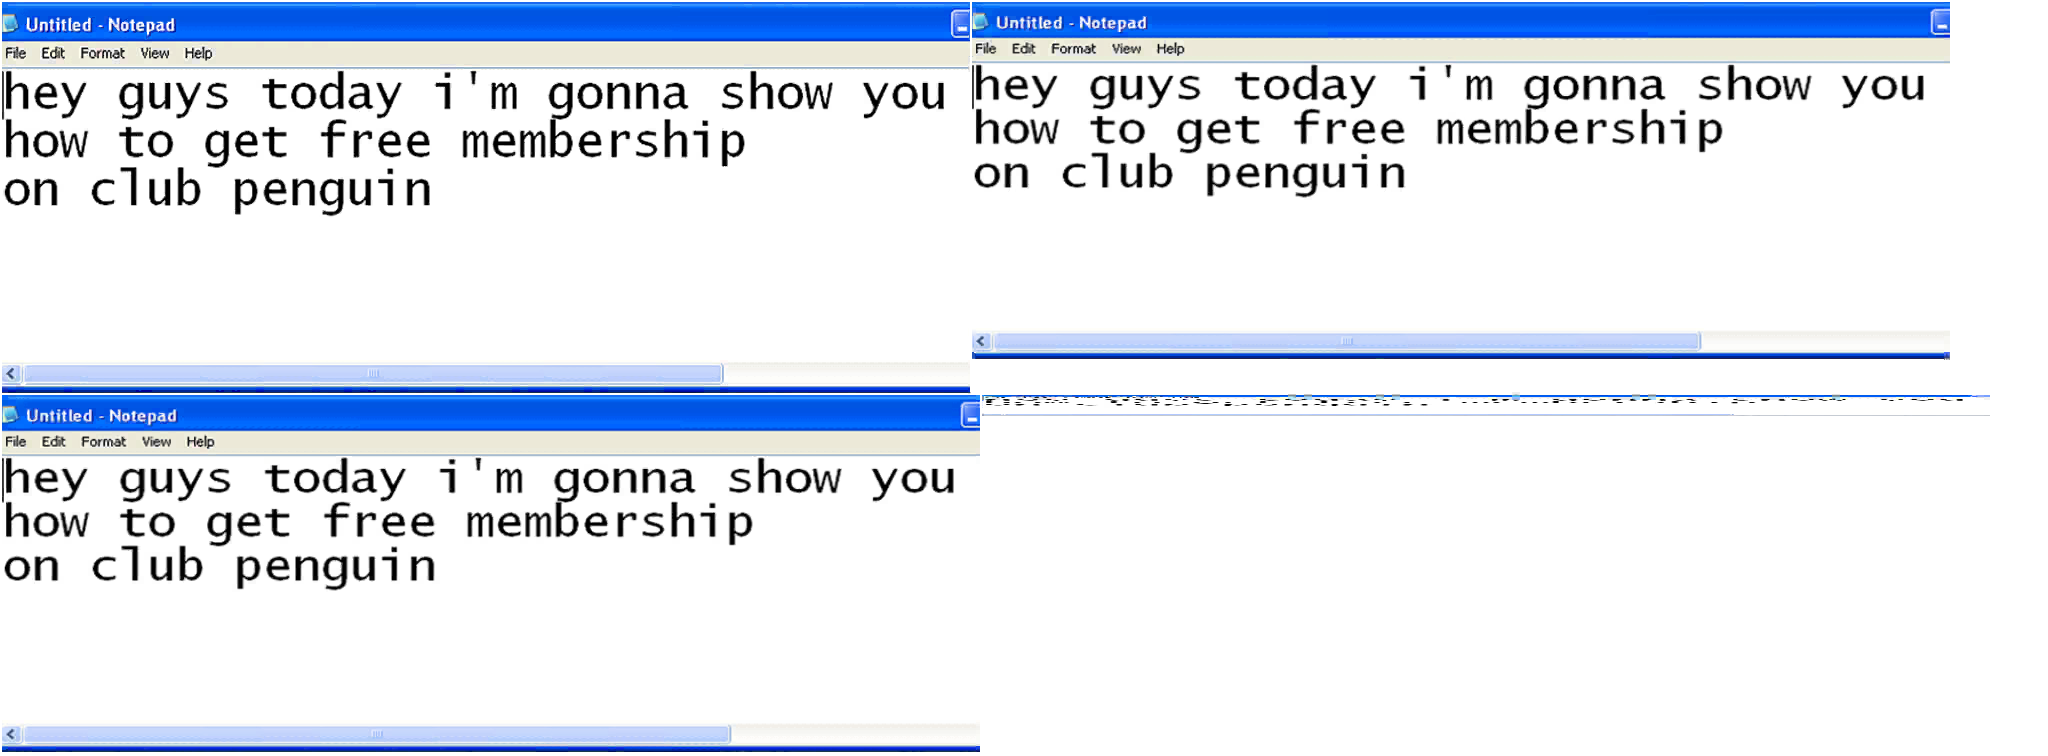 Untitled - Notepad
File Edit Format View Help
hey guys today i'm gonna show you
how to get free membership
on club penguin
Untitled - Notepad
File Edit Format View Help
hey guys today i'm gonna show you
how to get free membership
on club penguin
Untitled - Notepad
File Edit Format View Help
hey guys today i'm gonna show you
how to get free membership
on club penguin